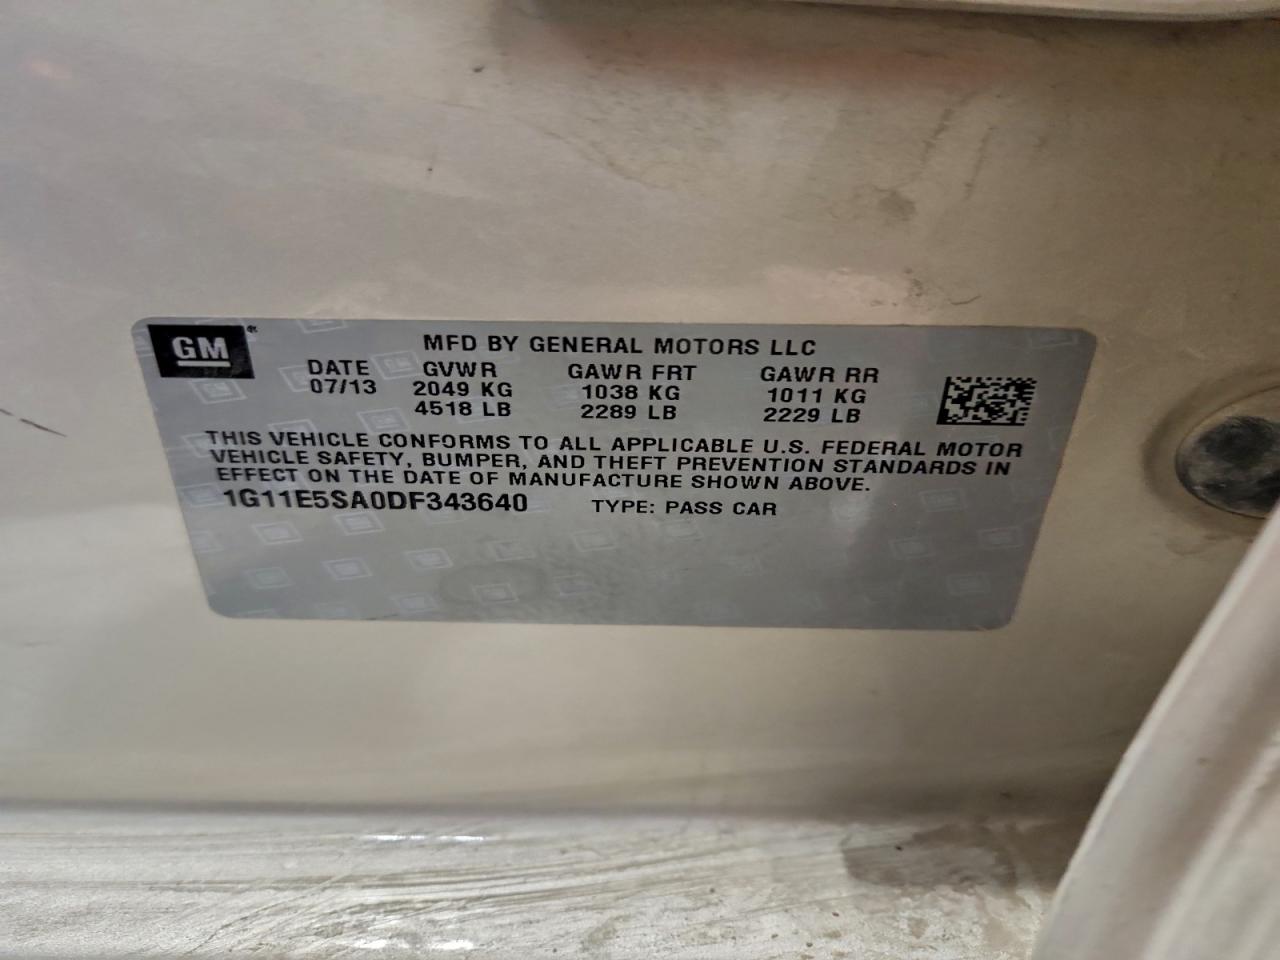 GM
MFD BY GENERAL MOTORS LLC
DATE GVWR GAWR FRT GAWR RR
07/13 2049 KG 1038 KG 1011 KG
4518 LB 2289 LB 2229 LB
THIS VEHICLE CONFORMS TO ALL APPLICABLE U.S. FEDERAL MOTOR
VEHICLE SAFETY, BUMPER, AND THEFT PREVENTION STANDARDS IN
EFFECT ON THE DATE OF MANUFACTURE SHOWN ABOVE.
1G11E5SA0DF343640 TYPE: PASS CAR